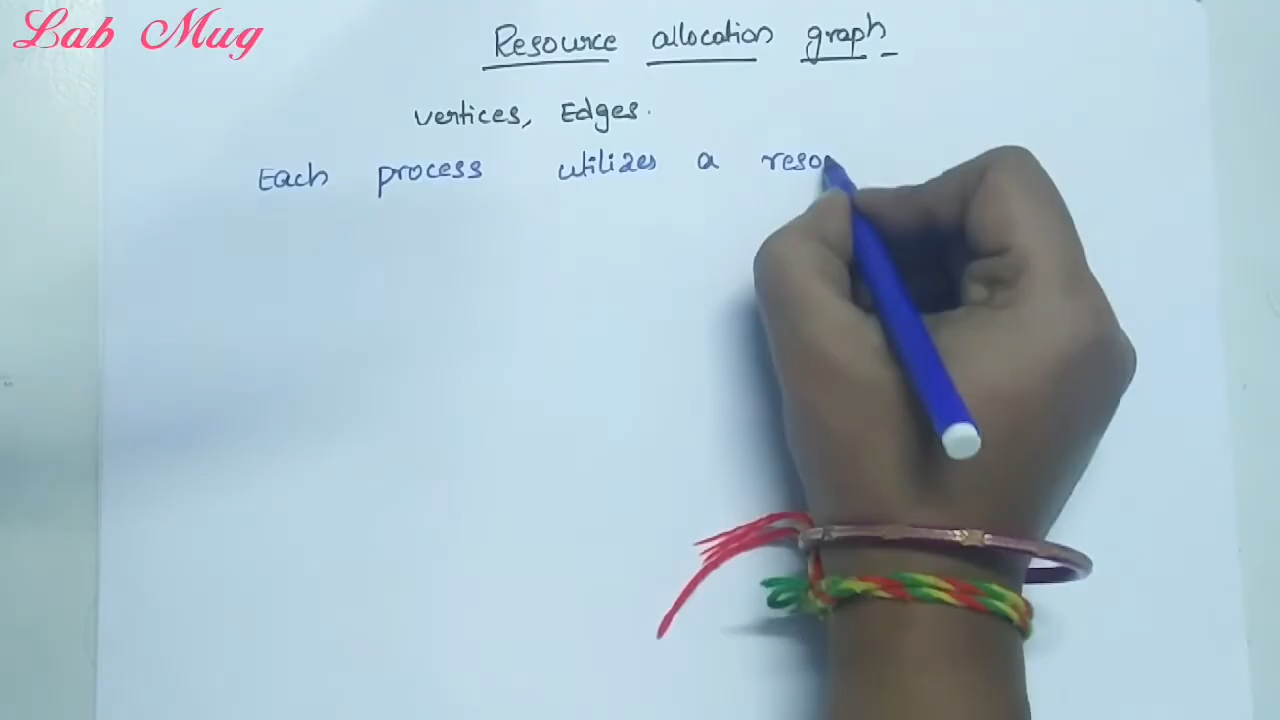 Lab Mug
Resource allocation graph
vertices, Edges.
Each process utilizes a reso